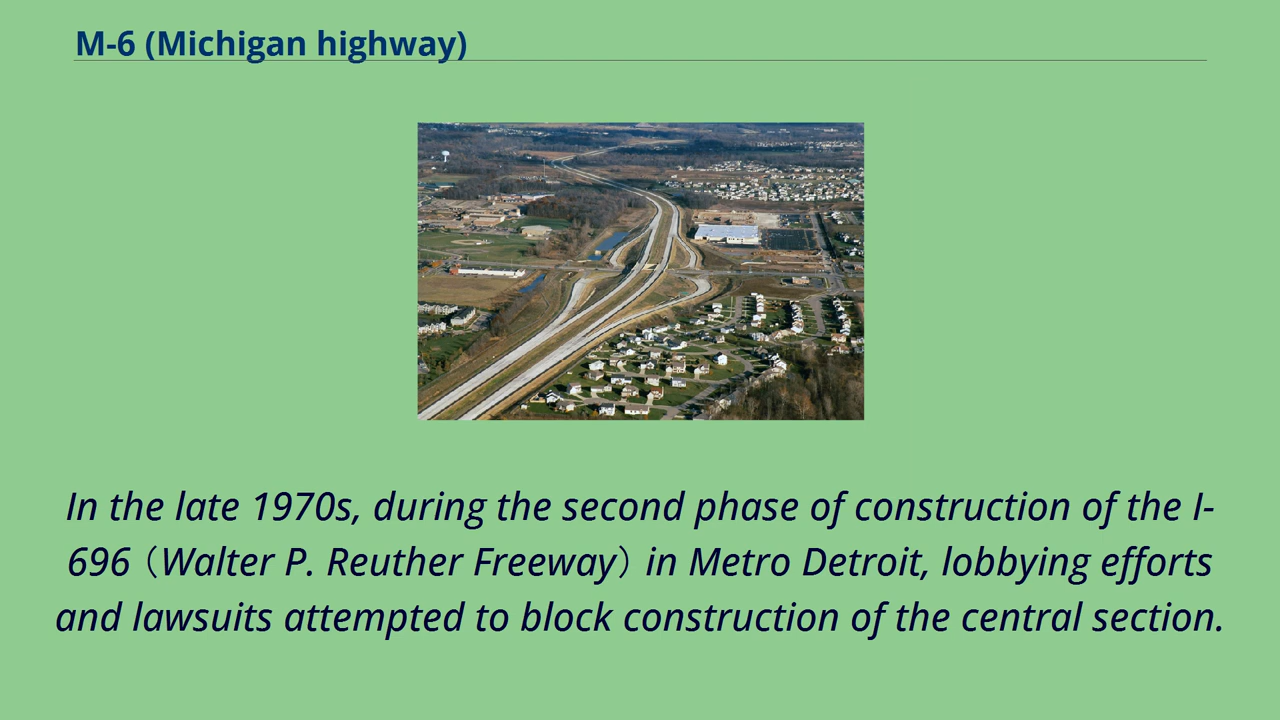 M-6 (Michigan highway)
In the late 1970s, during the second phase of construction of the I-
696（Walter P. Reuther Freeway）in Metro Detroit, lobbying efforts
and lawsuits attempted to block construction of the central section.